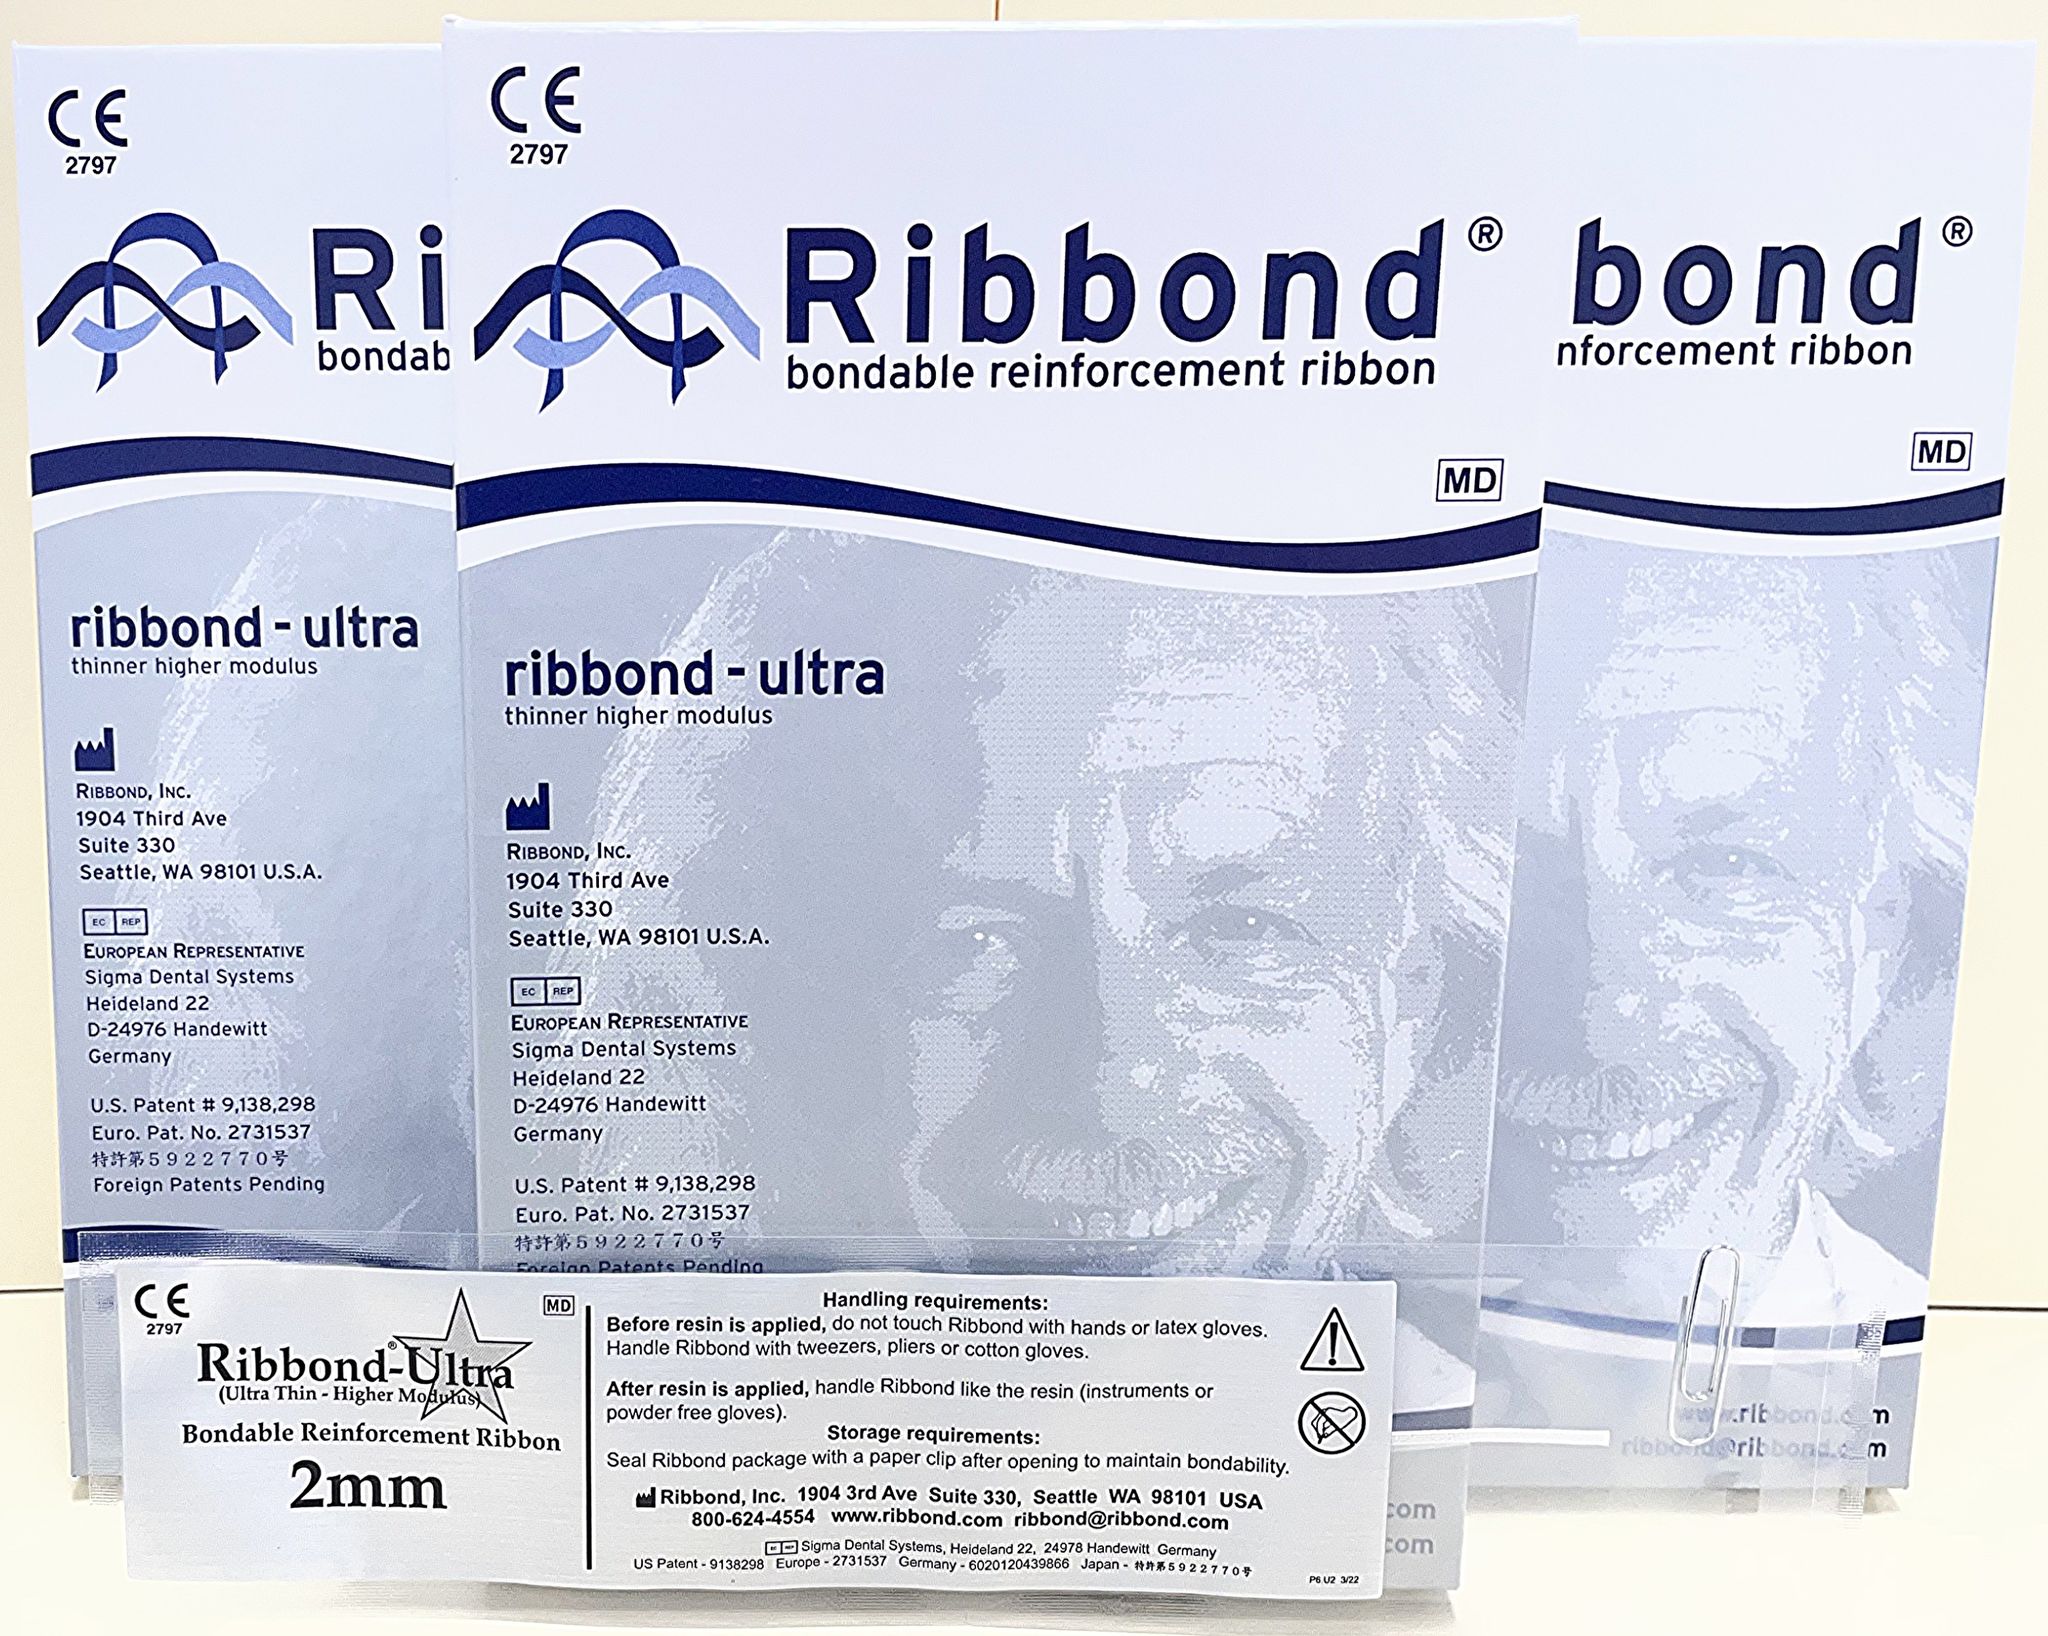 CE
2797
Ri
bondab
ribbond - ultra
thinner higher modulus
RIBBOND, INC.
1904 Third Ave
Suite 330
Seattle, WA 98101 U.S.A.
EC REP
EUROPEAN REPRESENTATIVE
Sigma Dental Systems
Heideland 22
D-24976 Handewitt
Germany
U.S. Patent # 9,138,298
Euro. Pat. No. 2731537
特許第5922770号
Foreign Patents Pending
CE
2797
Ribbond®
bondable reinforcement ribbon
MD
ribbond - ultra
thinner higher modulus
RIBBOND, INC.
1904 Third Ave
Suite 330
Seattle, WA 98101 U.S.A.
EC REP
EUROPEAN REPRESENTATIVE
Sigma Dental Systems
Heideland 22
D-24976 Handewitt
Germany
U.S. Patent # 9,138,298
Euro. Pat. No. 2731537
特許第5922770号
Foreign Patents Pending
.com
.com
bond®
nforcement ribbon
MD
www.ribbond.c m
ribbond@ribbond.c m
CE
2797
MD
Ribbond®-Ultra
(Ultra Thin - Higher Modulus)
Bondable Reinforcement Ribbon
2mm
Handling requirements:
Before resin is applied, do not touch Ribbond with hands or latex gloves.
Handle Ribbond with tweezers, pliers or cotton gloves.
After resin is applied, handle Ribbond like the resin (instruments or
powder free gloves).
Storage requirements:
Seal Ribbond package with a paper clip after opening to maintain bondability.
Ribbond, Inc. 1904 3rd Ave Suite 330, Seattle WA 98101 USA
800-624-4554 www.ribbond.com ribbond@ribbond.com
EC REP Sigma Dental Systems, Heideland 22, 24978 Handewitt Germany
US Patent - 9138298 Europe - 2731537 Germany - 6020120439866 Japan - 特許第5922770号
P6 U2 3/22